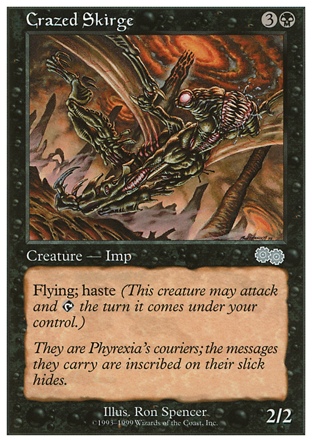 Crazed Skirge 3
Creature — Imp
Flying; haste (This creature may attack
and the turn it comes under your
control.)
They are Phyrexia's couriers; the messages
they carry are inscribed on their slick
hides.
Illus. Ron Spencer
©1993-1999 Wizards of the Coast, Inc.
2/2